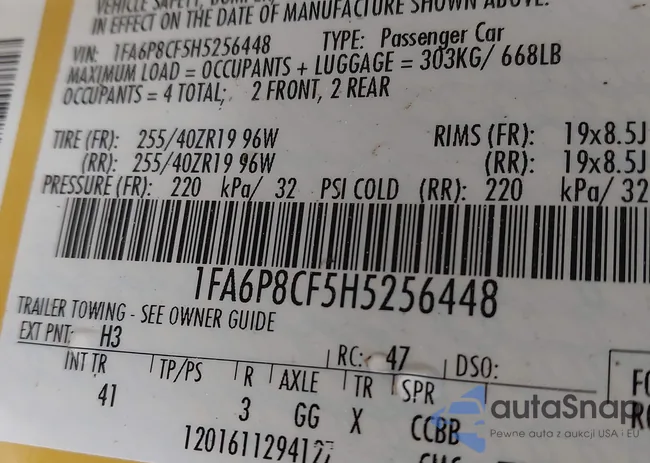 VEHICLE SAFETY,
IN EFFECT ON THE DATE OF MANUFACTURE SHOWN ABOVE.
VIN: 1FA6P8CF5H5256448 TYPE: Passenger Car
MAXIMUM LOAD = OCCUPANTS + LUGGAGE = 303KG/ 668LB
OCCUPANTS = 4 TOTAL; 2 FRONT, 2 REAR
TIRE (FR): 255/40ZR19 96W RIMS (FR): 19x8.5J
(RR): 255/40ZR19 96W (RR): 19x8.5J
PRESSURE (FR): 220 kPa/ 32 PSI COLD (RR): 220 kPa/ 32
1FA6P8CF5H5256448
TRAILER TOWING - SEE OWNER GUIDE
EXT PNT: H3 RC: 47 DSO:
INT TR TP/PS R AXLE TR SPR
41 3 GG X CCBB
autaSnap
Pewne auta z aukcji USA i EU